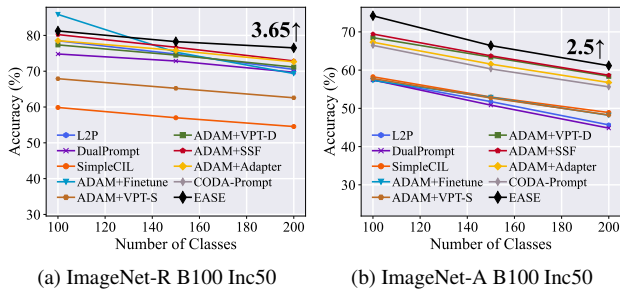 3.65↑
Accuracy (%)
80
70
60
50
40
30
L2P
DualPrompt
SimpleCIL
ADAM+Finetune
ADAM+VPT-S
ADAM+VPT-D
ADAM+SSF
ADAM+Adapter
CODA-Prompt
EASE
100 120 140 160 180 200
Number of Classes
(a) ImageNet-R B100 Inc50
2.5↑
Accuracy (%)
70
60
50
40
30
L2P
DualPrompt
SimpleCIL
ADAM+Finetune
ADAM+VPT-S
ADAM+VPT-D
ADAM+SSF
ADAM+Adapter
CODA-Prompt
EASE
100 120 140 160 180 200
Number of Classes
(b) ImageNet-A B100 Inc50